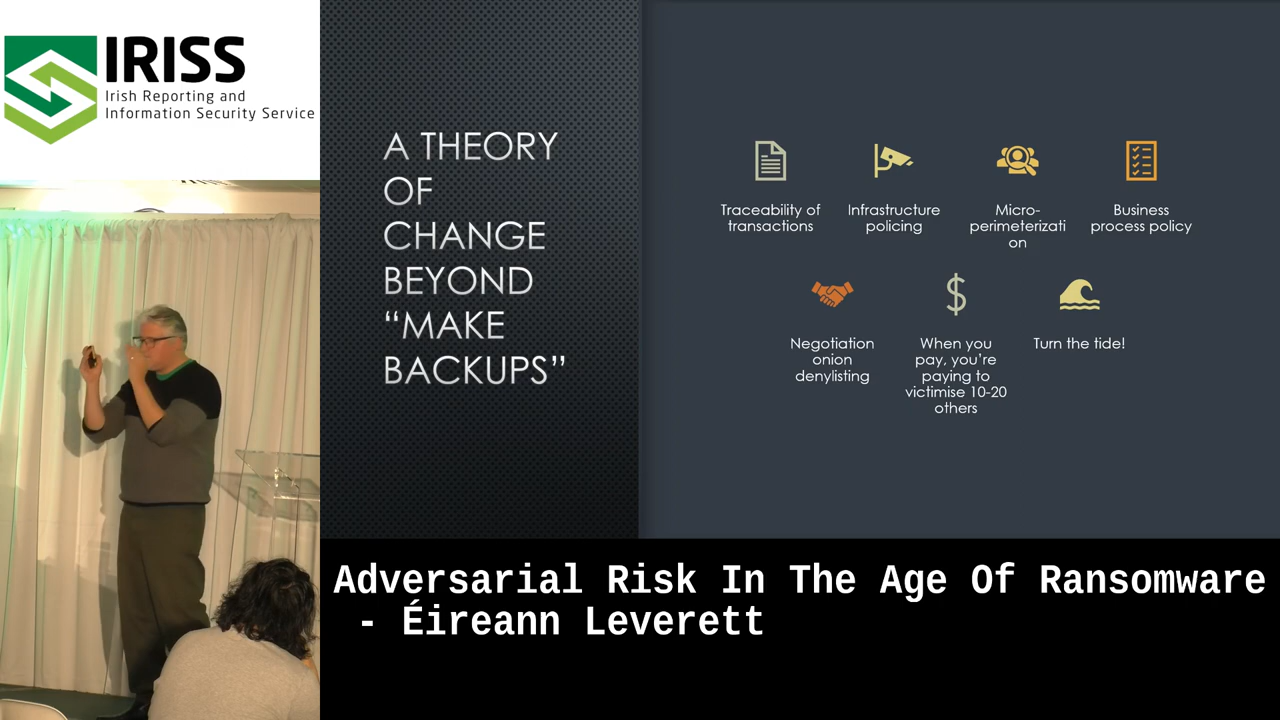 IRISS
Irish Reporting and
Information Security Service
A THEORY
OF
CHANGE
BEYOND
“MAKE
BACKUPS”
Traceability of
transactions
Infrastructure
policing
Micro-
perimeterizati
on
Business
process policy
Negotiation
onion
denylisting
When you
pay, you’re
paying to
victimise 10-20
others
Turn the tide!
Adversarial Risk In The Age Of Ransomware
- Éireann Leverett